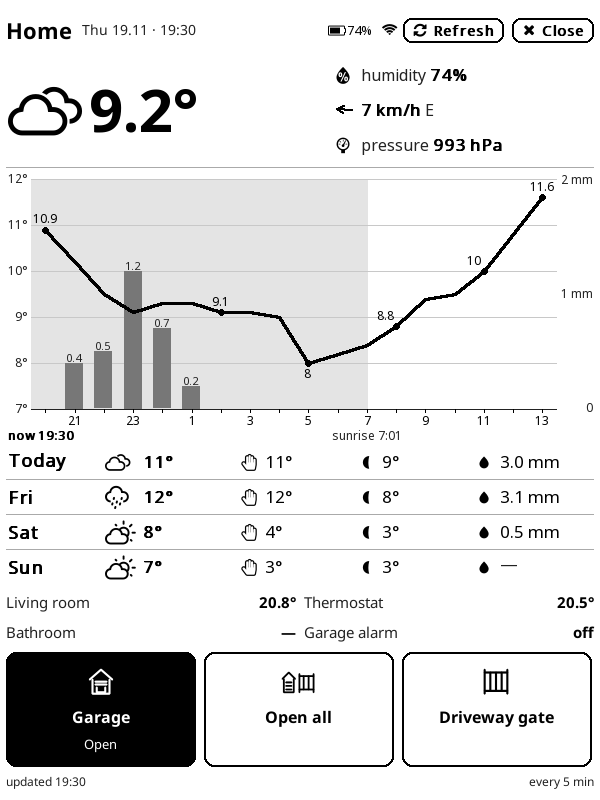 Home Thu 19.11 · 19:30 74% Refresh Close
humidity 74%
9.2° 7 km/h E
pressure 993 hPa
12° 2 mm
11.6
10.9
11°
10° 1.2 10
1 mm
9° 9.1 8.8
0.7
0.5
0.4
8° 8
0.2
7° 0
21 23 1 3 5 7 9 11 13
now 19:30 sunrise 7:01
Today 11° 11° 9° 3.0 mm
Fri 12° 12° 8° 3.1 mm
Sat 8° 4° 3° 0.5 mm
Sun 7° 3° 3° —
Living room 20.8° Thermostat 20.5°
Bathroom — Garage alarm off
Garage Open all Driveway gate
Open
updated 19:30 every 5 min